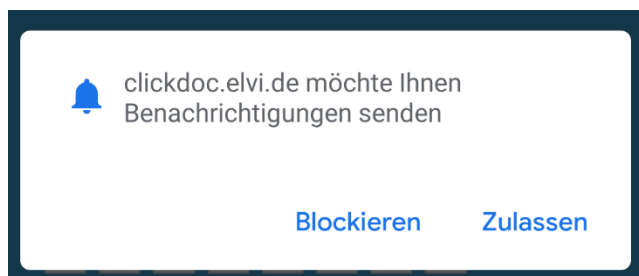 clickdoc.elvi.de möchte Ihnen
Benachrichtigungen senden
Blockieren Zulassen